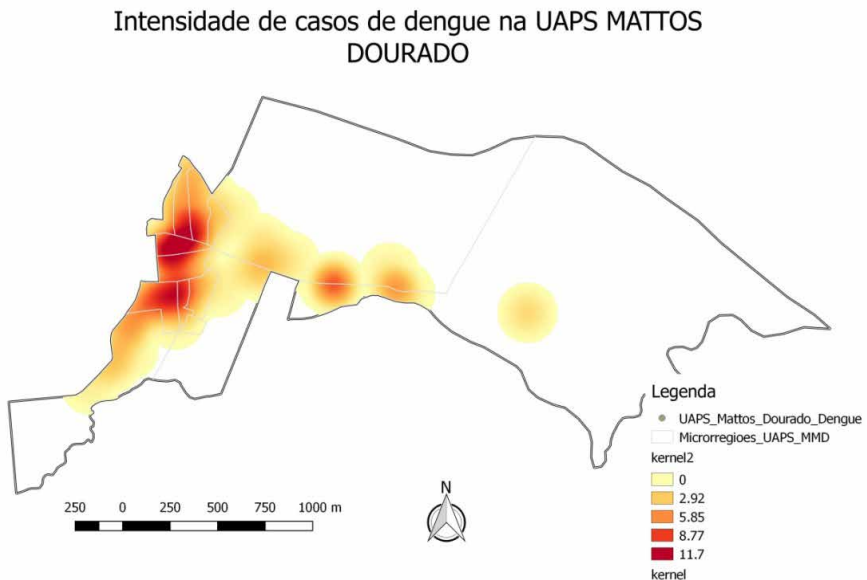 Intensidade de casos de dengue na UAPS MATTOS
DOURADO
Legenda
UAPS_Mattos_Dourado_Dengue
Microrregioes_UAPS_MMD
kernel2
0
2.92
5.85
8.77
11.7
kernel
250 0 250 500 750 1000 m
N